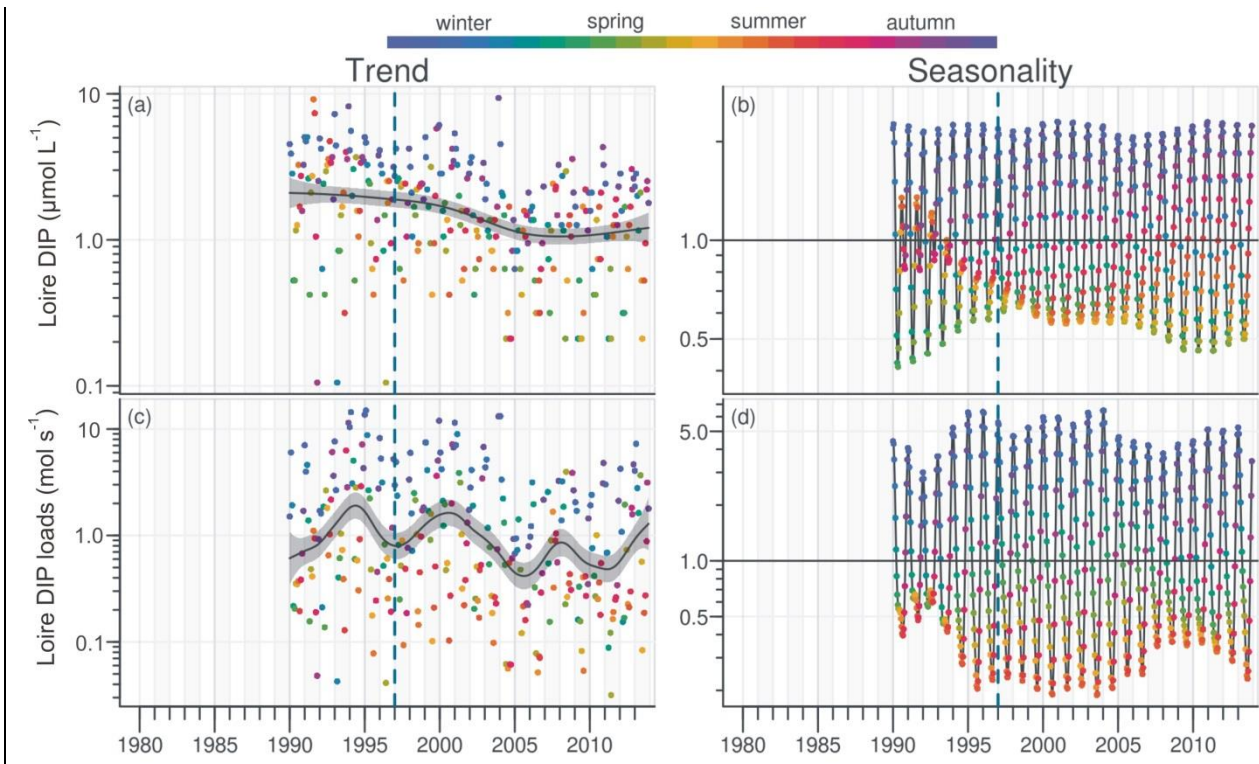 winter spring summer autumn
Trend
Seasonality
Loire DIP (µmol L⁻¹)
(a)
10
1.0
0.1
(b)
1.0
0.5
Loire DIP loads (mol s⁻¹)
(c)
10
1.0
0.1
1980 1985 1990 1995 2000 2005 2010
(d)
5.0
1.0
0.5
1980 1985 1990 1995 2000 2005 2010